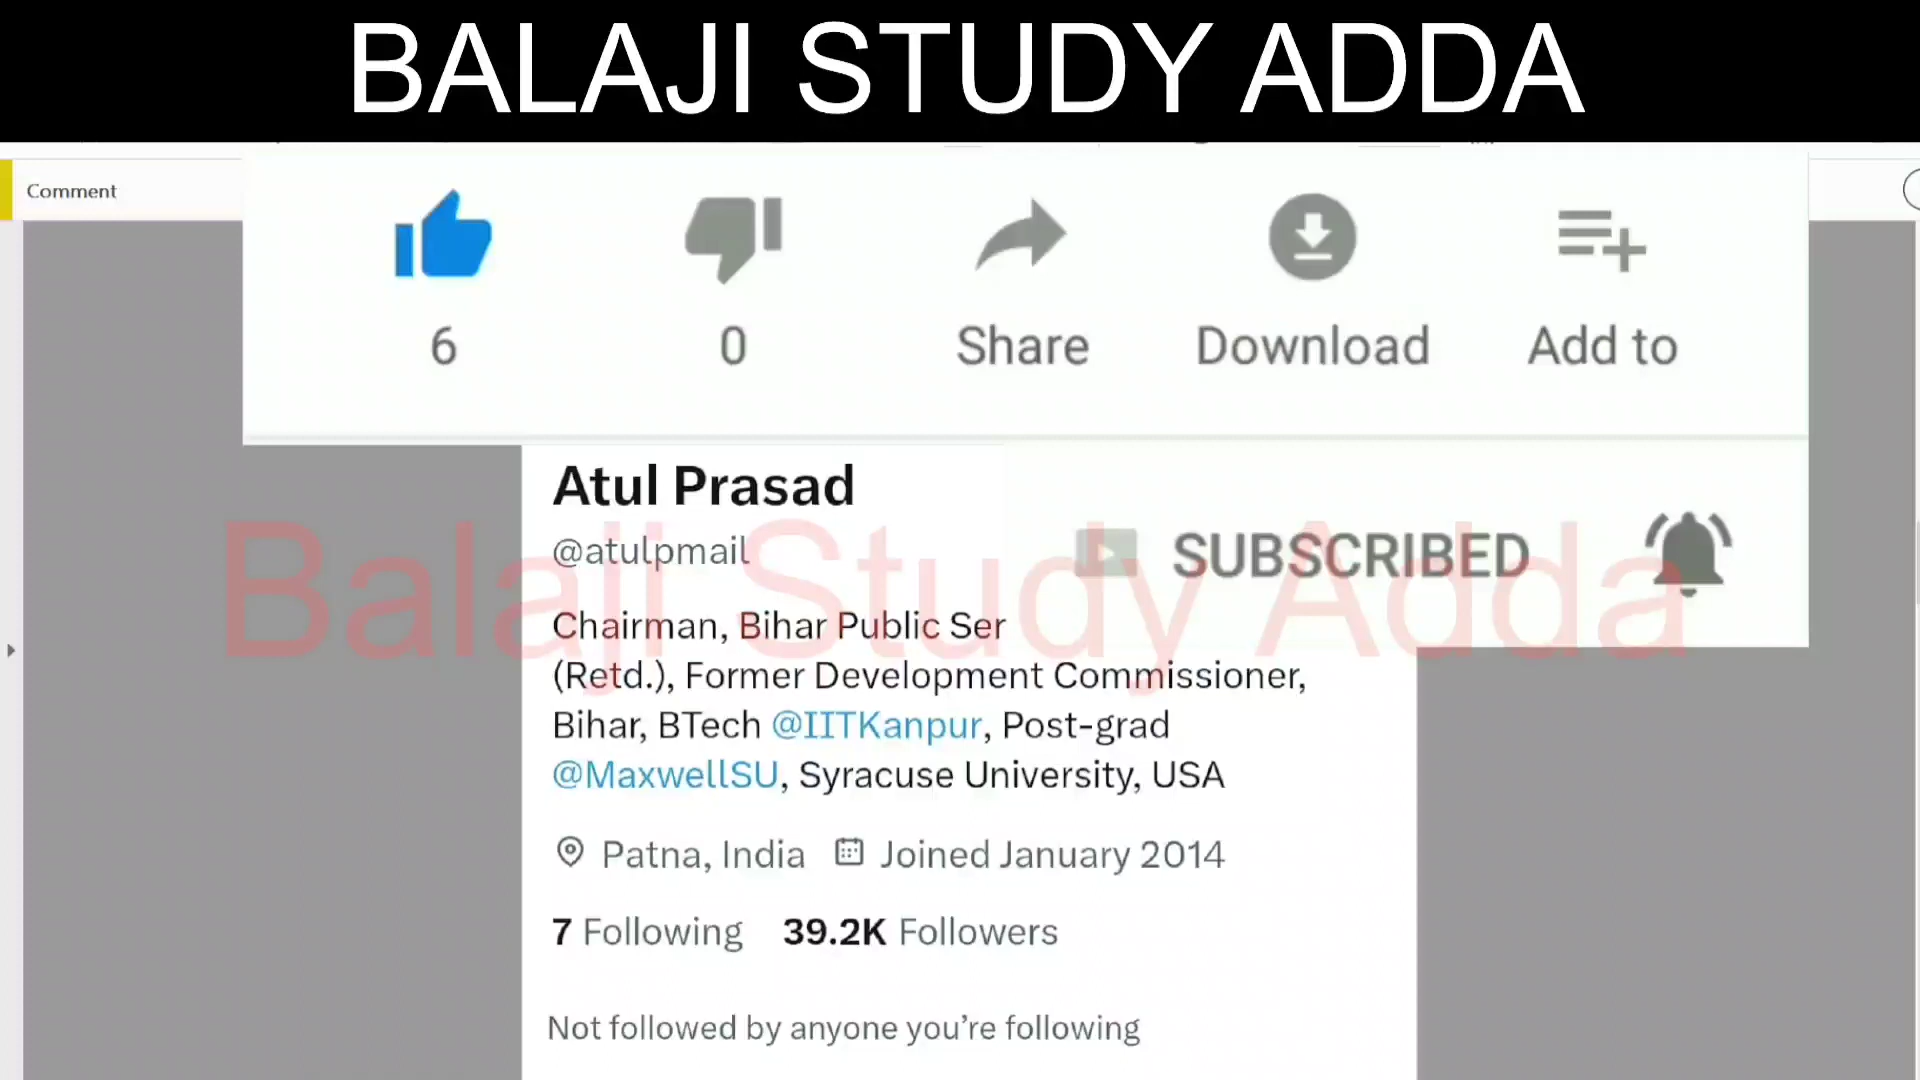 BALAJI STUDY ADDA
Comment
6
0
Share
Download
Add to
Atul Prasad
@atulpmail
SUBSCRIBED
Balaji Study Adda
Chairman, Bihar Public Ser
(Retd.), Former Development Commissioner,
Bihar, BTech @IITKanpur, Post-grad
@MaxwellSU, Syracuse University, USA
Patna, India Joined January 2014
7 Following 39.2K Followers
Not followed by anyone you’re following